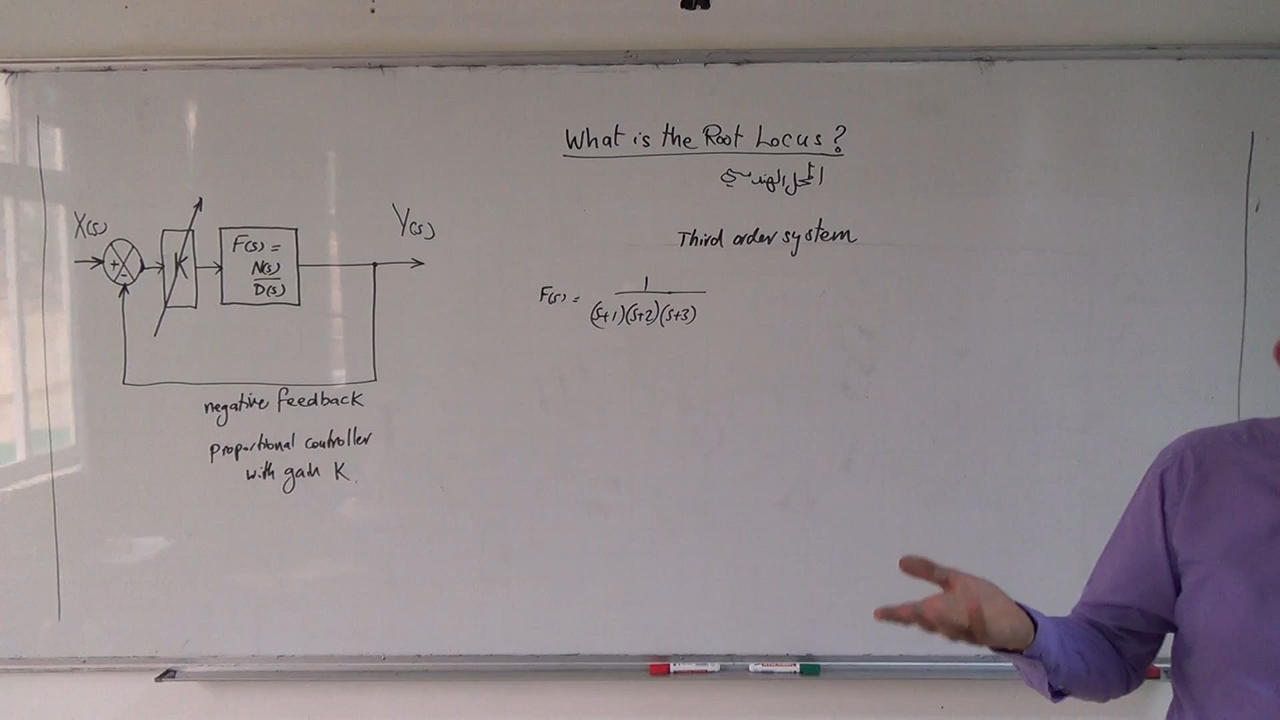 What is the Root Locus?
المحل الهندسي
Third order system
F(s) = 1
(s+1)(s+2)(s+3)
X(s)
+
-
K
F(s) =
N(s)
D(s)
Y(s)
negative feedback
proportional controller
with gain K.